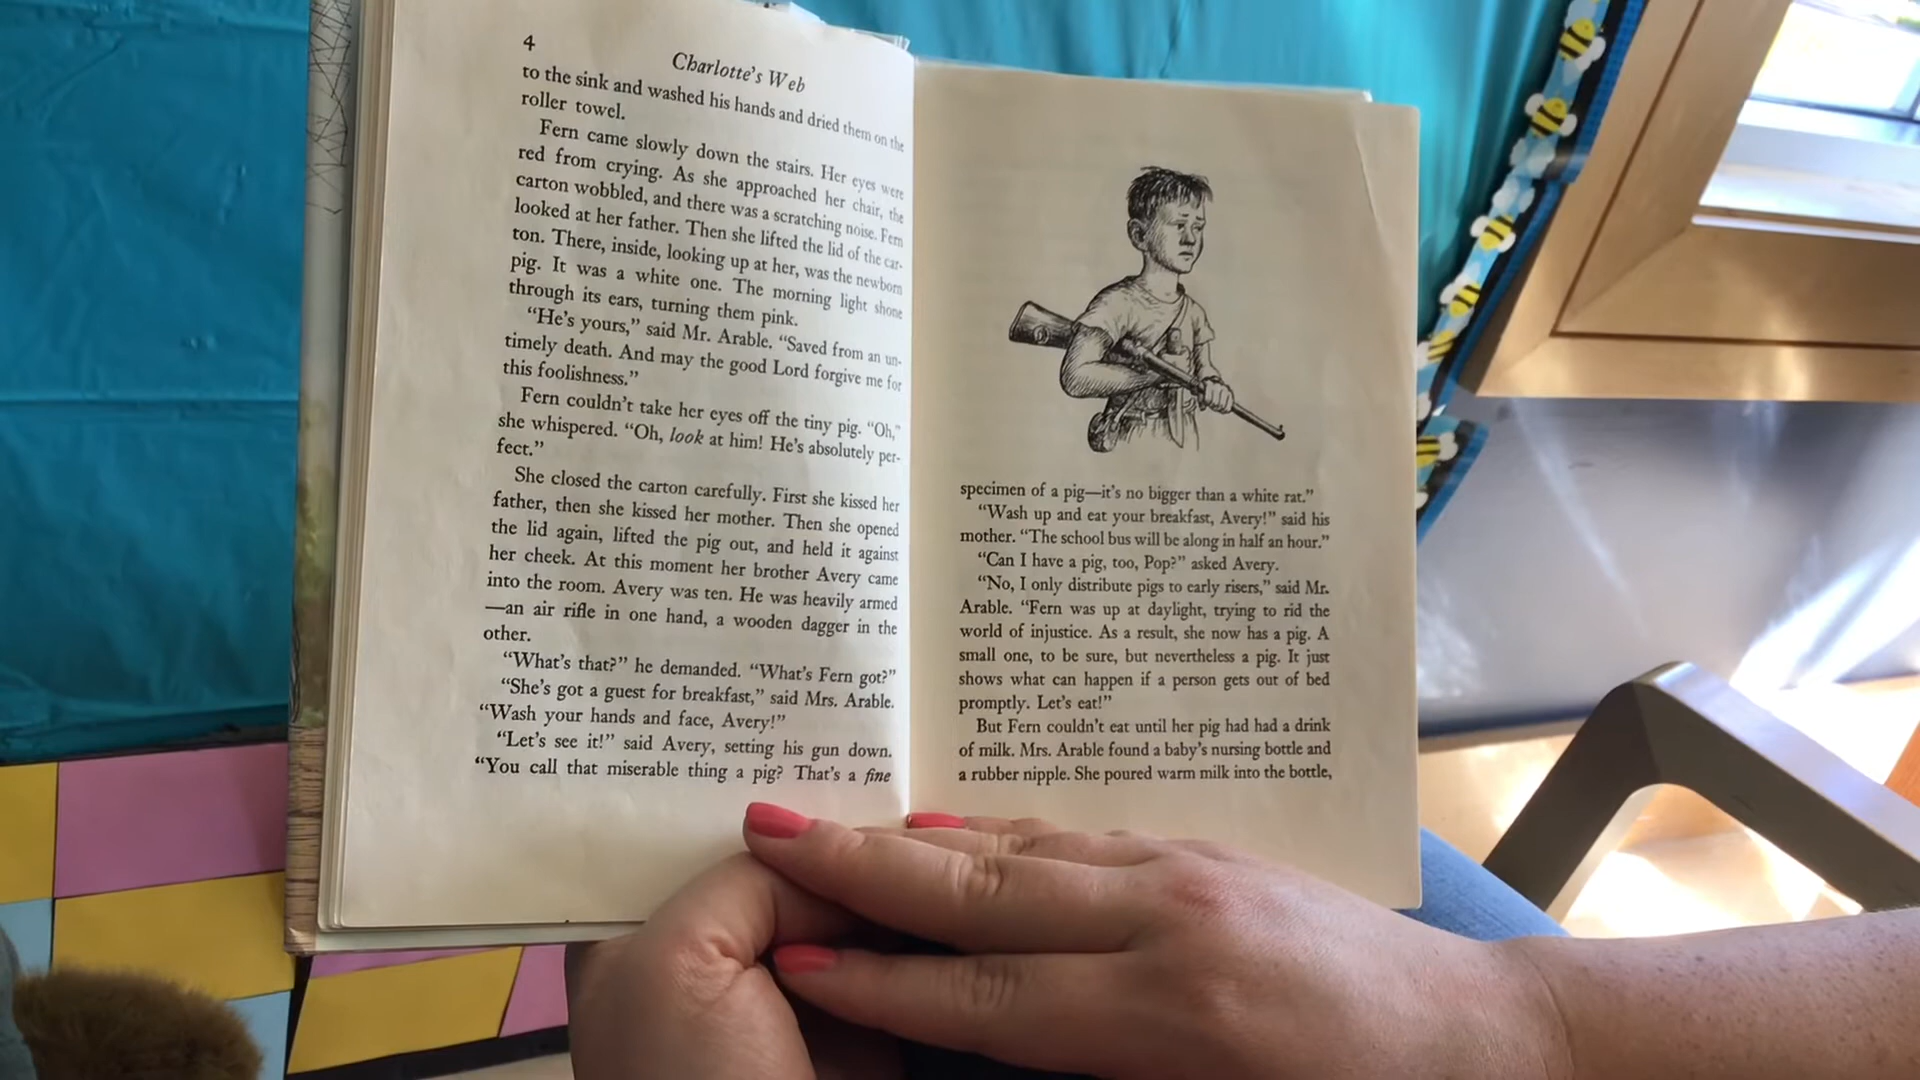 4
Charlotte's Web
to the sink and washed his hands and dried them on the
roller towel.
Fern came slowly down the stairs. Her eyes were
red from crying. As she approached her chair, the
carton wobbled, and there was a scratching noise. Fern
looked at her father. Then she lifted the lid of the car-
ton. There, inside, looking up at her, was the newborn
pig. It was a white one. The morning light shone
through its ears, turning them pink.
“He's yours,” said Mr. Arable. “Saved from an un-
timely death. And may the good Lord forgive me for
this foolishness.”
Fern couldn't take her eyes off the tiny pig. “Oh,”
she whispered. “Oh, look at him! He's absolutely per-
fect.”
She closed the carton carefully. First she kissed her
father, then she kissed her mother. Then she opened
the lid again, lifted the pig out, and held it against
her cheek. At this moment her brother Avery came
into the room. Avery was ten. He was heavily armed
—an air rifle in one hand, a wooden dagger in the
other.
“What's that?” he demanded. “What's Fern got?”
“She's got a guest for breakfast,” said Mrs. Arable.
“Wash your hands and face, Avery!”
“Let's see it!” said Avery, setting his gun down.
“You call that miserable thing a pig? That's a fine
specimen of a pig—it's no bigger than a white rat.”
“Wash up and eat your breakfast, Avery!” said his
mother. “The school bus will be along in half an hour.”
“Can I have a pig, too, Pop?” asked Avery.
“No, I only distribute pigs to early risers,” said Mr.
Arable. “Fern was up at daylight, trying to rid the
world of injustice. As a result, she now has a pig. A
small one, to be sure, but nevertheless a pig. It just
shows what can happen if a person gets out of bed
promptly. Let's eat!”
But Fern couldn't eat until her pig had had a drink
of milk. Mrs. Arable found a baby's nursing bottle and
a rubber nipple. She poured warm milk into the bottle,